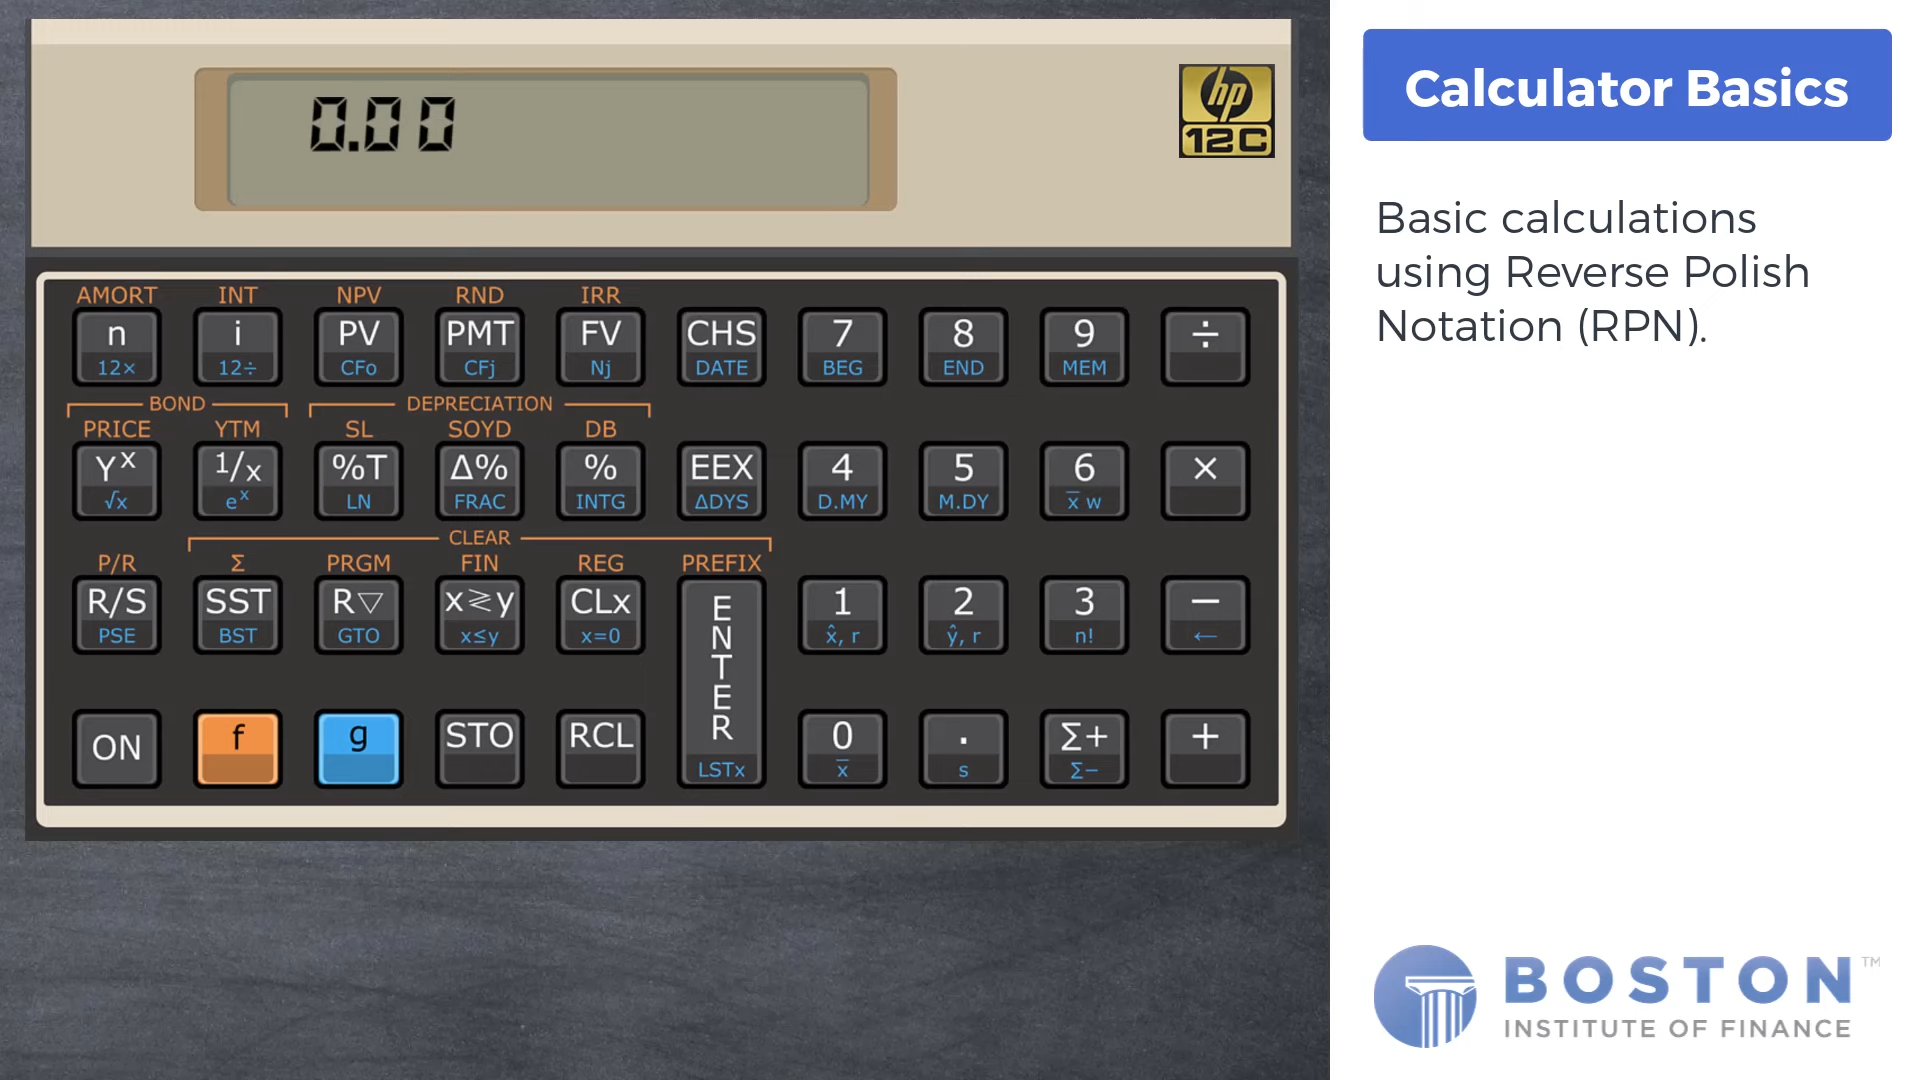 0.00
hp
12C
Calculator Basics
Basic calculations
using Reverse Polish
Notation (RPN).
AMORT INT NPV RND IRR
n i PV PMT FV CHS 7 8 9 ÷
12× 12÷ CFo CFj Nj DATE BEG END MEM
BOND DEPRECIATION
PRICE YTM SL SOYD DB
Yˣ 1/x %T Δ% % EEX 4 5 6 ×
√x eˣ LN FRAC INTG ΔDYS D.MY M.DY x̅ w
CLEAR
P/R Σ PRGM FIN REG PREFIX
R/S SST R▽ x≷y CLx ENTER 1 2 3 −
PSE BST GTO x≤y x=0 x̂, r ŷ, r n! ←
ON f g STO RCL 0 . Σ+ +
LSTx x̅ s Σ−
BOSTON™
INSTITUTE OF FINANCE